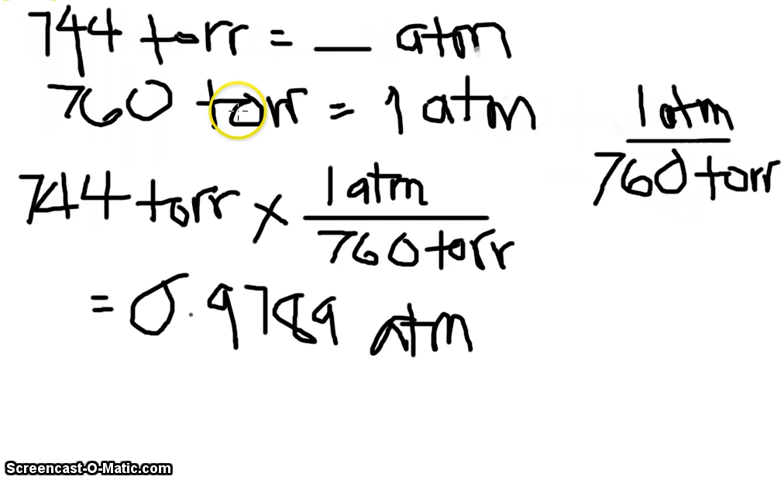 744 torr = __ atm
760 torr = 1 atm
1 atm
760 torr
744 torr × 1 atm
760 torr
= 0.9789 atm
Screencast-O-Matic.com